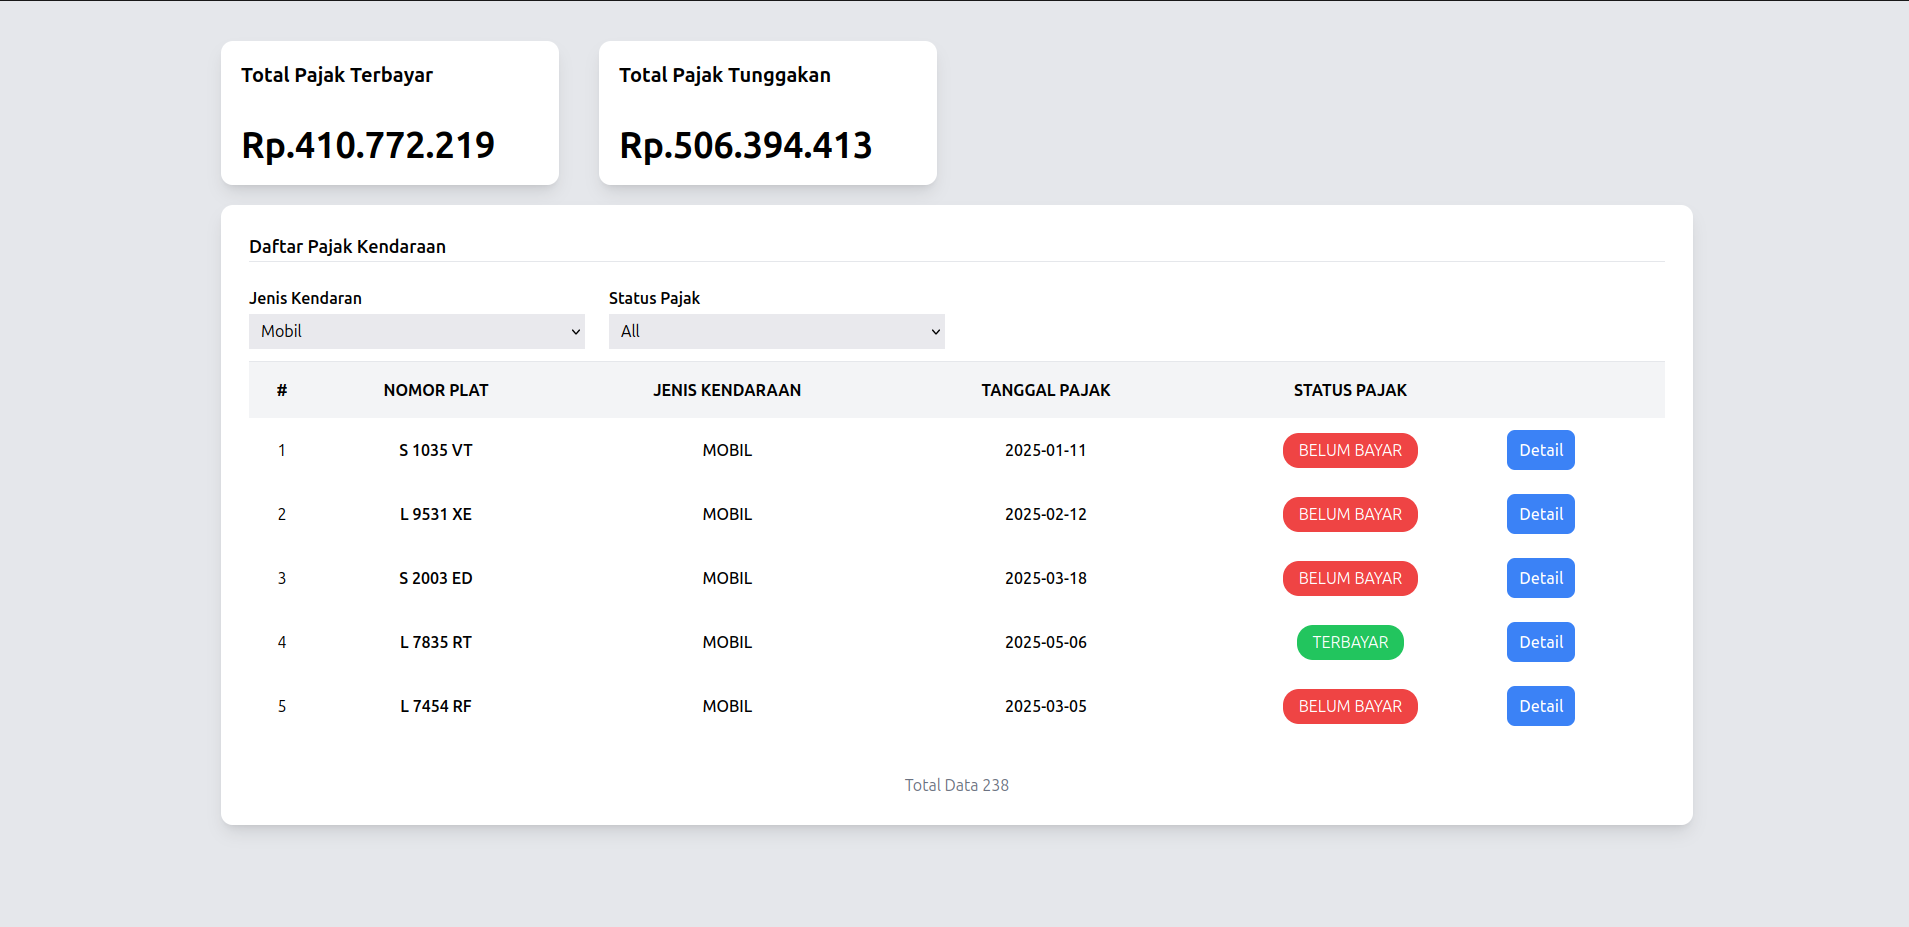 Total Pajak Terbayar
Rp.410.772.219
Total Pajak Tunggakan
Rp.506.394.413
Daftar Pajak Kendaraan
Jenis Kendaran
Mobil
Status Pajak
All
# NOMOR PLAT JENIS KENDARAAN TANGGAL PAJAK STATUS PAJAK
1 S 1035 VT MOBIL 2025-01-11 BELUM BAYAR Detail
2 L 9531 XE MOBIL 2025-02-12 BELUM BAYAR Detail
3 S 2003 ED MOBIL 2025-03-18 BELUM BAYAR Detail
4 L 7835 RT MOBIL 2025-05-06 TERBAYAR Detail
5 L 7454 RF MOBIL 2025-03-05 BELUM BAYAR Detail
Total Data 238